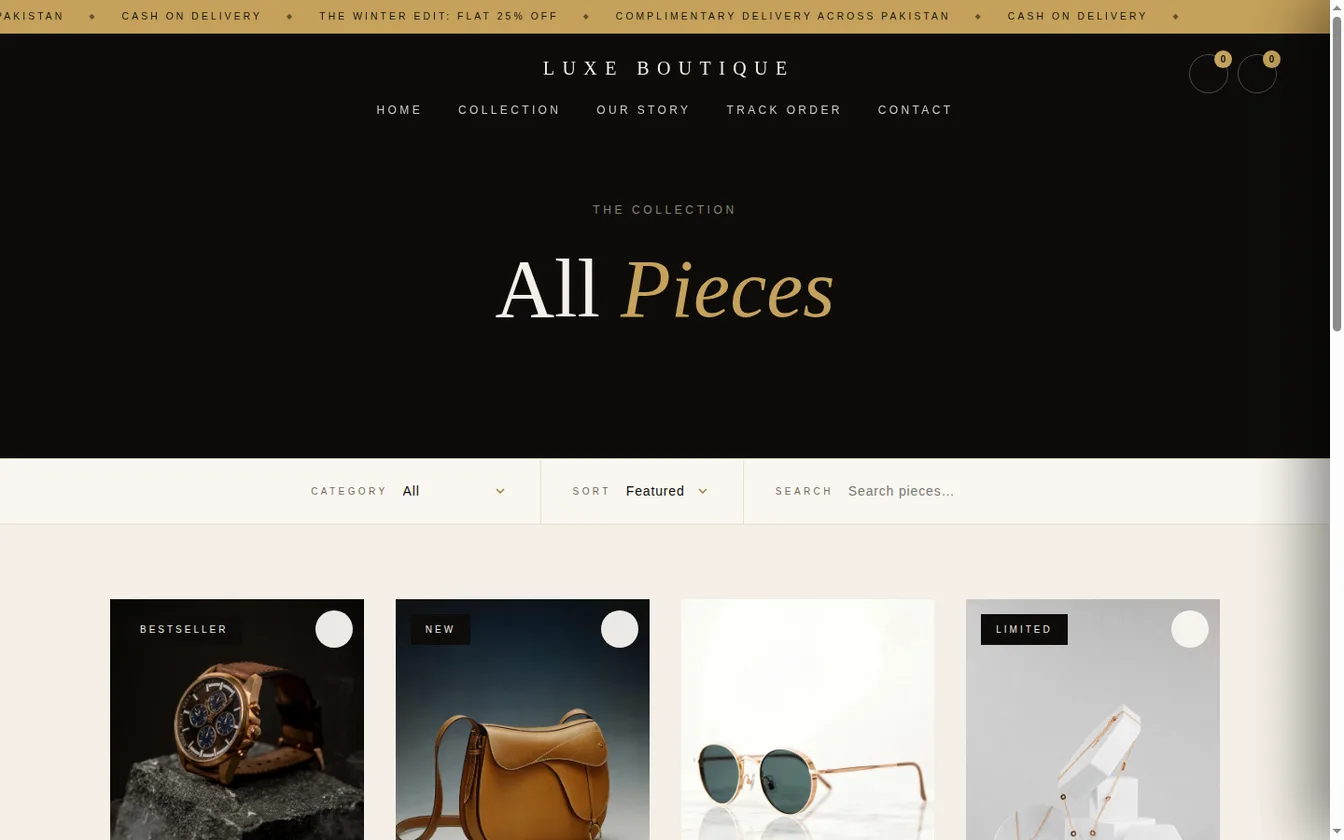 PAKISTAN ◆ CASH ON DELIVERY ◆ THE WINTER EDIT: FLAT 25% OFF ◆ COMPLIMENTARY DELIVERY ACROSS PAKISTAN ◆ CASH ON DELIVERY ◆
LUXE BOUTIQUE
0 0
HOME COLLECTION OUR STORY TRACK ORDER CONTACT
THE COLLECTION
All Pieces
CATEGORY All SORT Featured SEARCH Search pieces...
BESTSELLER NEW LIMITED